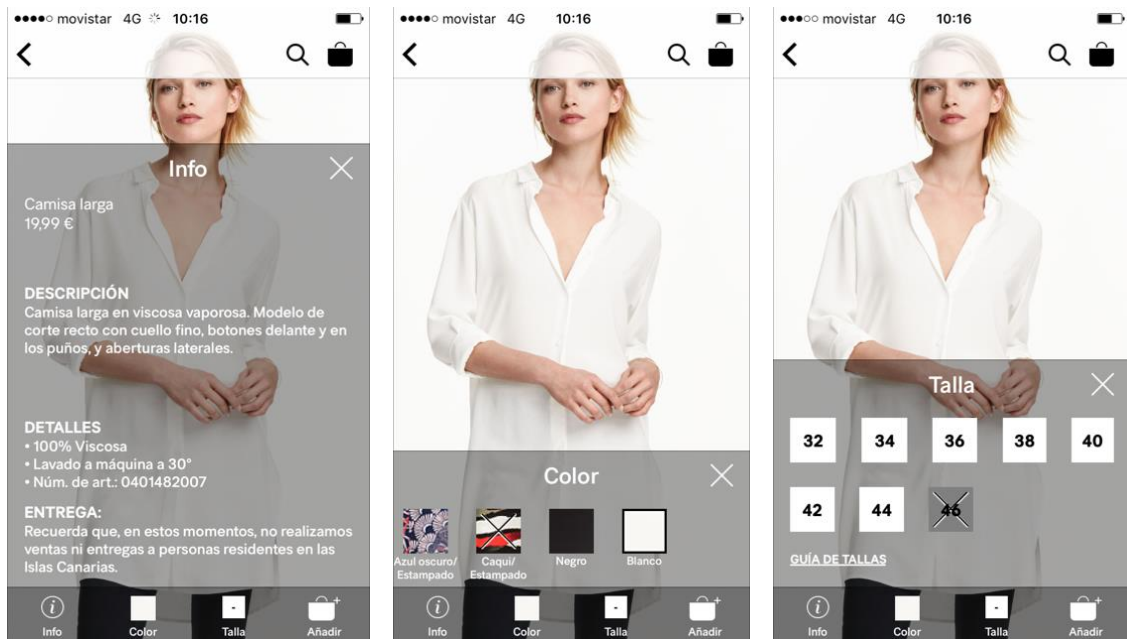 movistar 4G 10:16
Info
Camisa larga
19,99 €
DESCRIPCIÓN
Camisa larga en viscosa vaporosa. Modelo de
corte recto con cuello fino, botones delante y en
los puños, y aberturas laterales.
DETALLES
• 100% Viscosa
• Lavado a máquina a 30°
• Núm. de art.: 0401482007
ENTREGA:
Recuerda que, en estos momentos, no realizamos
ventas ni entregas a personas residentes en las
Islas Canarias.
i - +
Info Color Talla Añadir
movistar 4G 10:16
Color
Azul oscuro/ Caqui/ Negro Blanco
Estampado Estampado
i - +
Info Color Talla Añadir
movistar 4G 10:16
Talla
32 34 36 38 40
42 44 46
GUÍA DE TALLAS
i - +
Info Color Talla Añadir